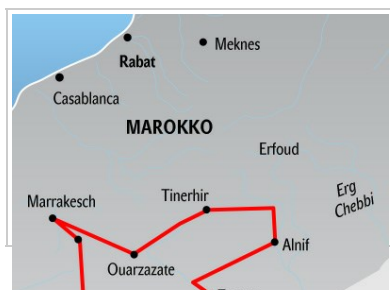 Meknes
Rabat
Casablanca
MAROKKO
Erfoud
Erg
Chebbi
Tinerhir
Marrakesch
Alnif
Ouarzazate